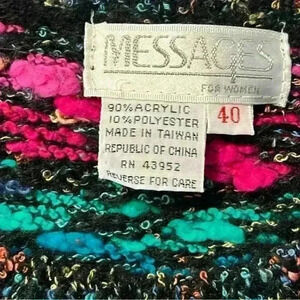 MESSAGES
FOR WOMEN
90% ACRYLIC
10% POLYESTER
MADE IN TAIWAN
REPUBLIC OF CHINA
RN 43952
REVERSE FOR CARE
40